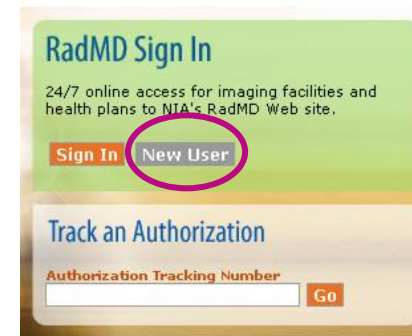 RadMD Sign In
24/7 online access for imaging facilities and
health plans to NIA's RadMD Web site.
Sign In New User
Track an Authorization
Authorization Tracking Number
Go